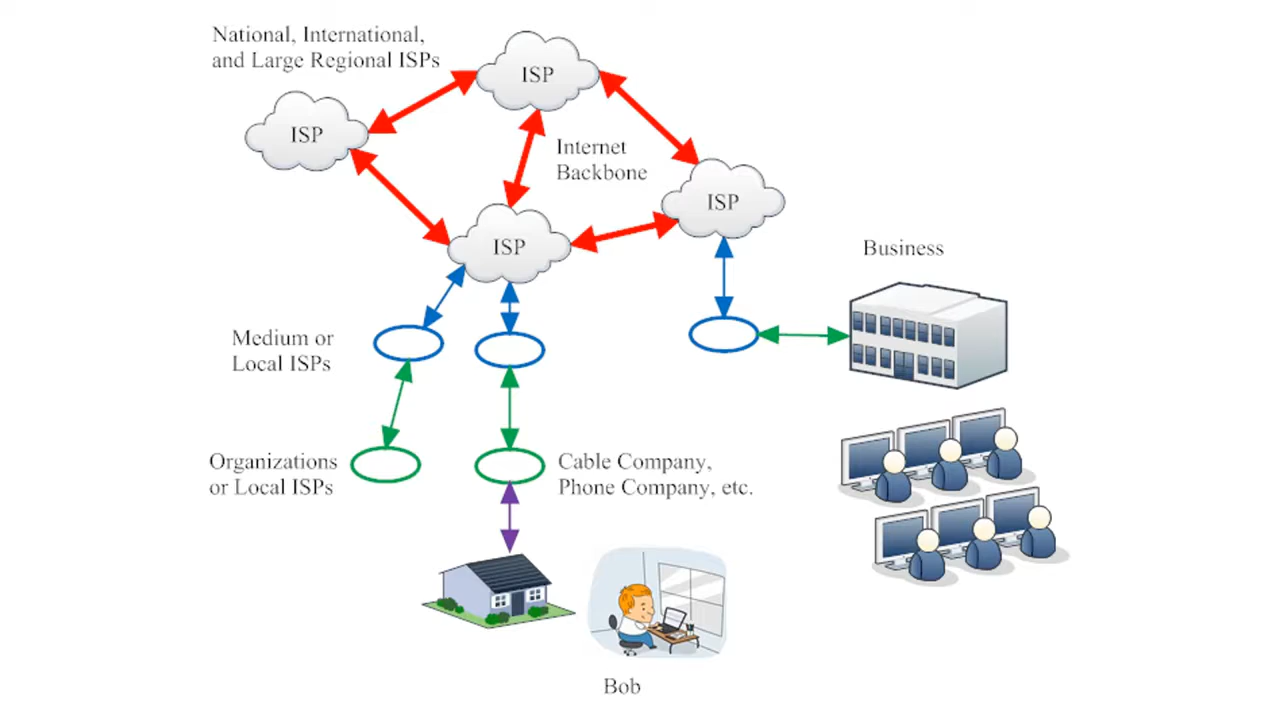 National, International,
and Large Regional ISPs
ISP
ISP
Internet
Backbone
ISP
ISP
Business
Medium or
Local ISPs
Organizations
or Local ISPs
Cable Company,
Phone Company, etc.
Bob